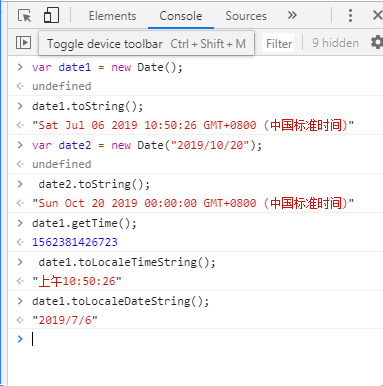 Elements Console Sources »
Toggle device toolbar Ctrl + Shift + M Filter 9 hidden
> var date1 = new Date();
< undefined
> date1.toString();
< "Sat Jul 06 2019 10:50:26 GMT+0800 (中国标准时间)"
> var date2 = new Date("2019/10/20");
< undefined
> date2.toString();
< "Sun Oct 20 2019 00:00:00 GMT+0800 (中国标准时间)"
> date1.getTime();
< 1562381426723
> date1.toLocaleTimeString();
< "上午10:50:26"
> date1.toLocaleDateString();
< "2019/7/6"
>